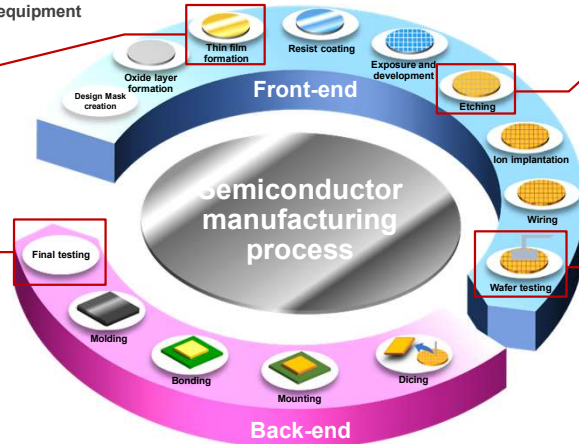 equipment
Thin film
formation
Resist coating
Exposure and
development
Oxide layer
formation
Design Mask
creation
Front-end
Etching
Ion implantation
Wiring
Wafer testing
Semiconductor
manufacturing
process
Final testing
Molding
Bonding
Mounting
Dicing
Back-end